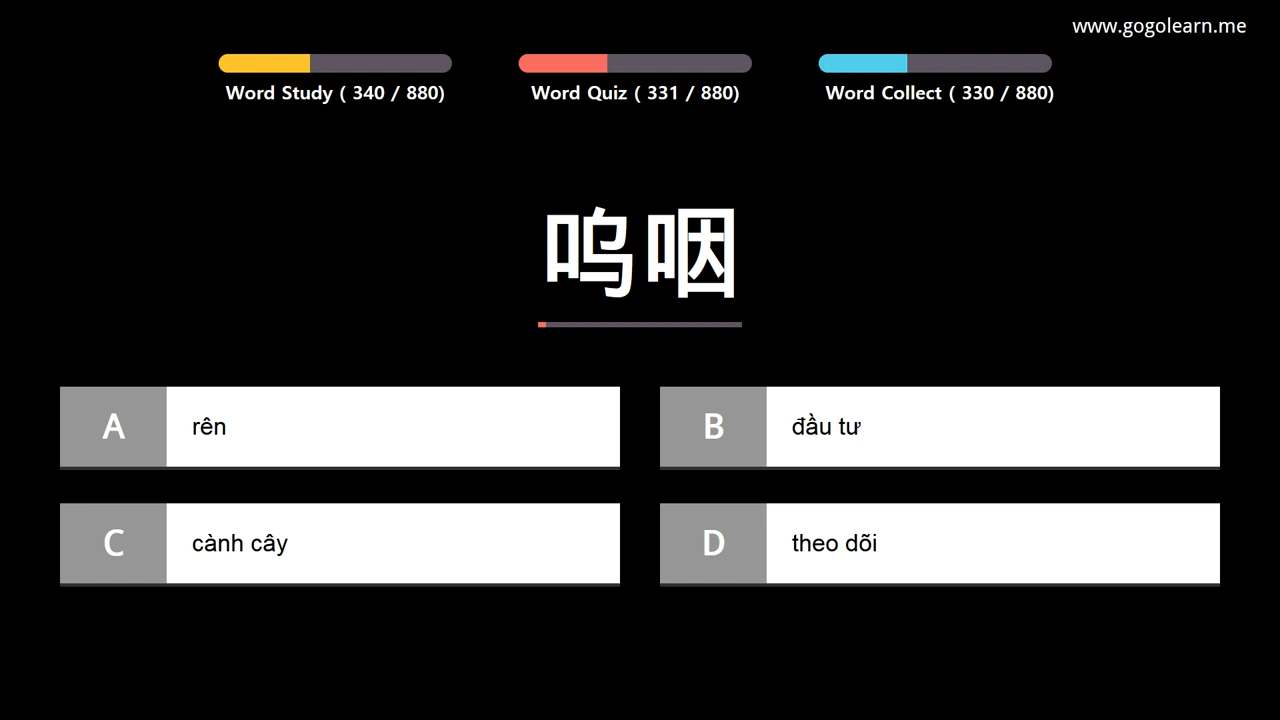 www.gogolearn.me
Word Study ( 340 / 880)
Word Quiz ( 331 / 880)
Word Collect ( 330 / 880)
呜咽
A rên
B đầu tư
C cành cây
D theo dõi